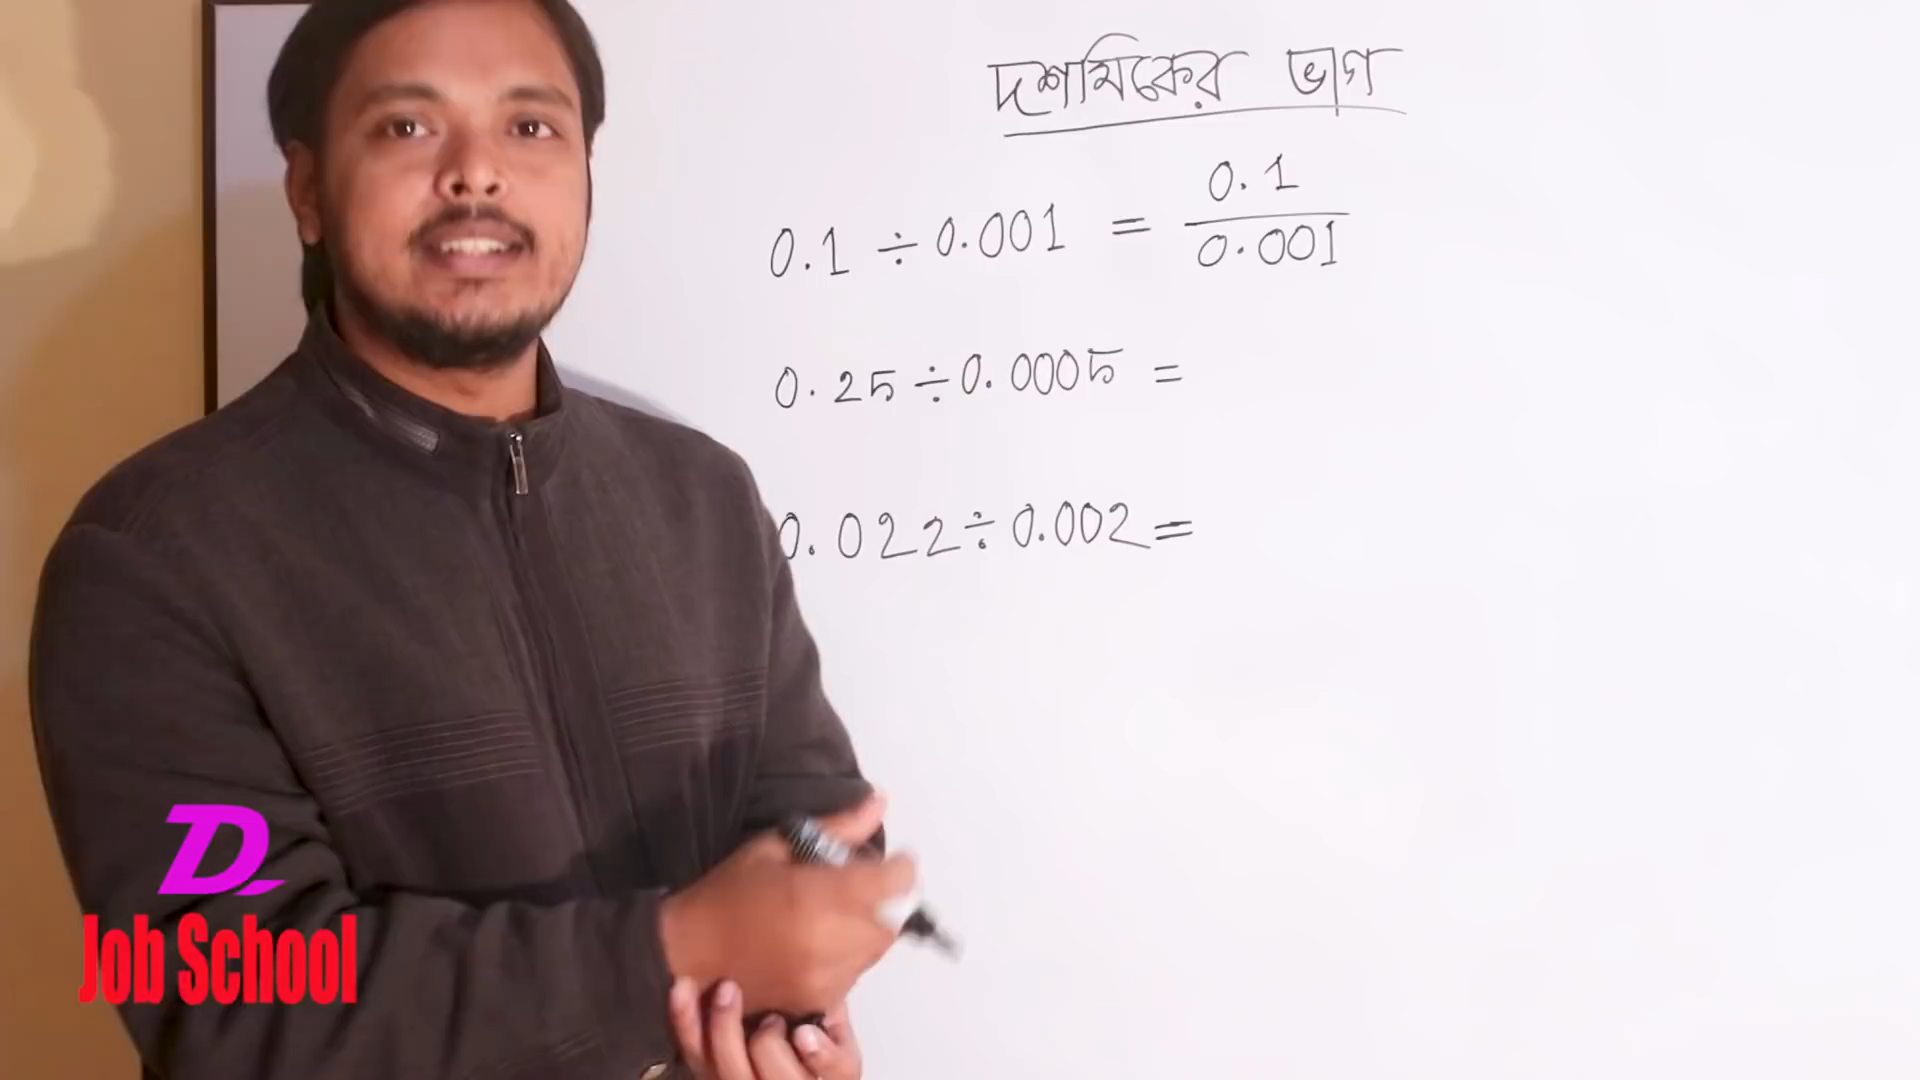 দশমিকের ভাগ
0.1 ÷ 0.001 = 0.1 / 0.001
0.25 ÷ 0.0005 =
0.022 ÷ 0.002 =
D
Job School